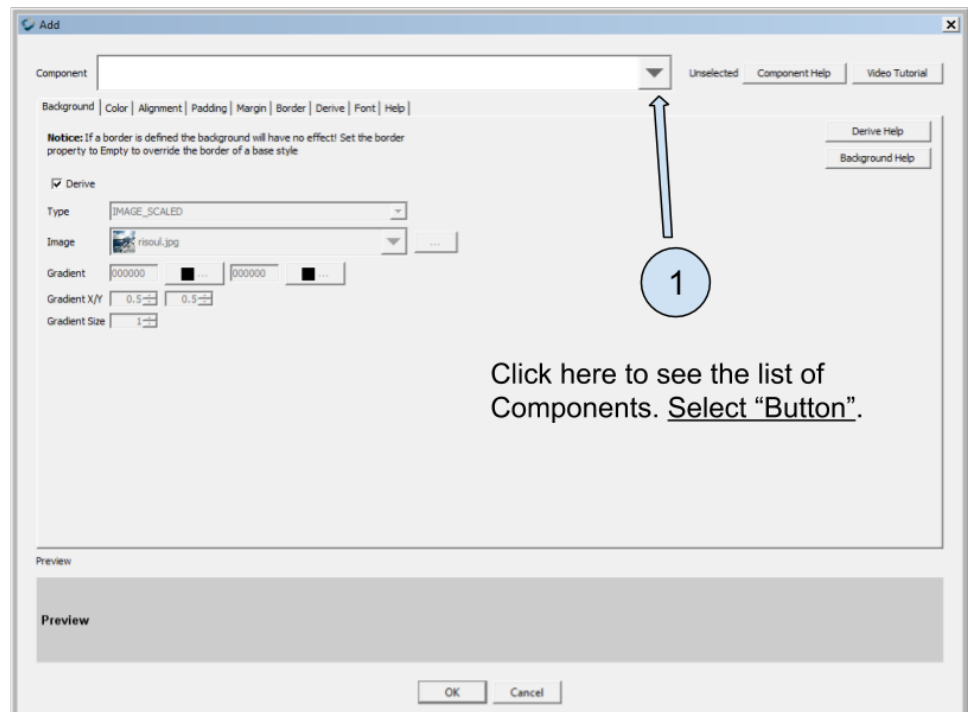 Add
Component
Unselected
Component Help
Video Tutorial
Background
Color
Alignment
Padding
Margin
Border
Derive
Font
Help
Notice: If a border is defined the background will have no effect! Set the border
property to Empty to override the border of a base style
Derive Help
Background Help
Derive
Type
IMAGE_SCALED
Image
risoul.jpg
...
Gradient
000000
...
000000
...
Gradient X/Y
0.5
0.5
Gradient Size
1
1
Click here to see the list of
Components. Select “Button”.
Preview
Preview
OK
Cancel